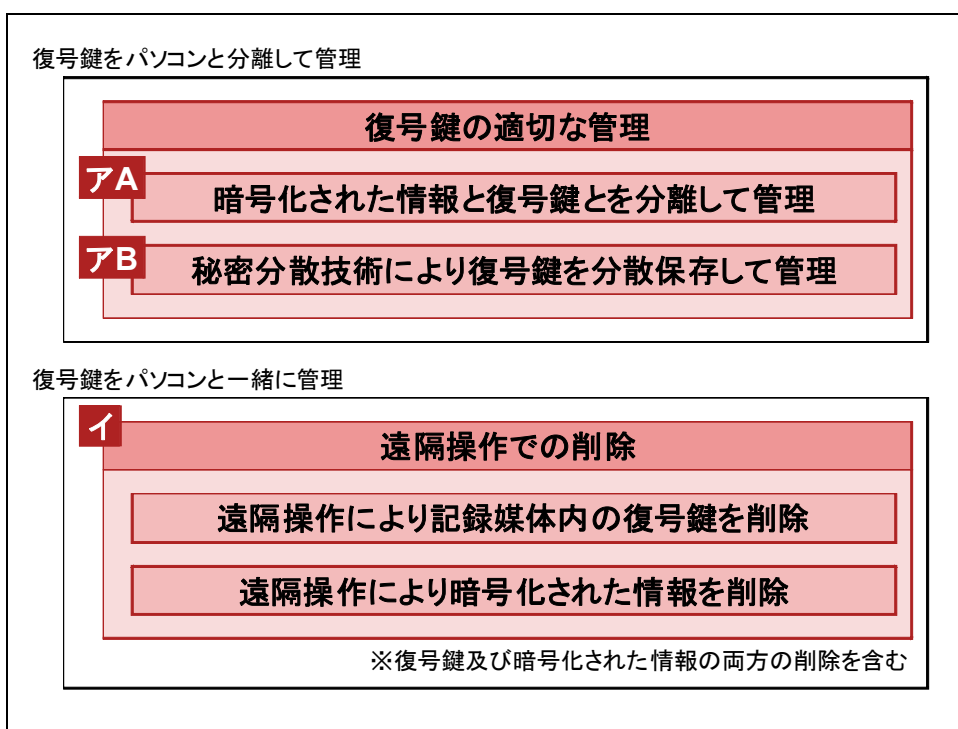 復号鍵をパソコンと分離して管理
復号鍵の適切な管理
アA
暗号化された情報と復号鍵とを分離して管理
アB
秘密分散技術により復号鍵を分散保存して管理
復号鍵をパソコンと一緒に管理
イ
遠隔操作での削除
遠隔操作により記録媒体内の復号鍵を削除
遠隔操作により暗号化された情報を削除
※復号鍵及び暗号化された情報の両方の削除を含む